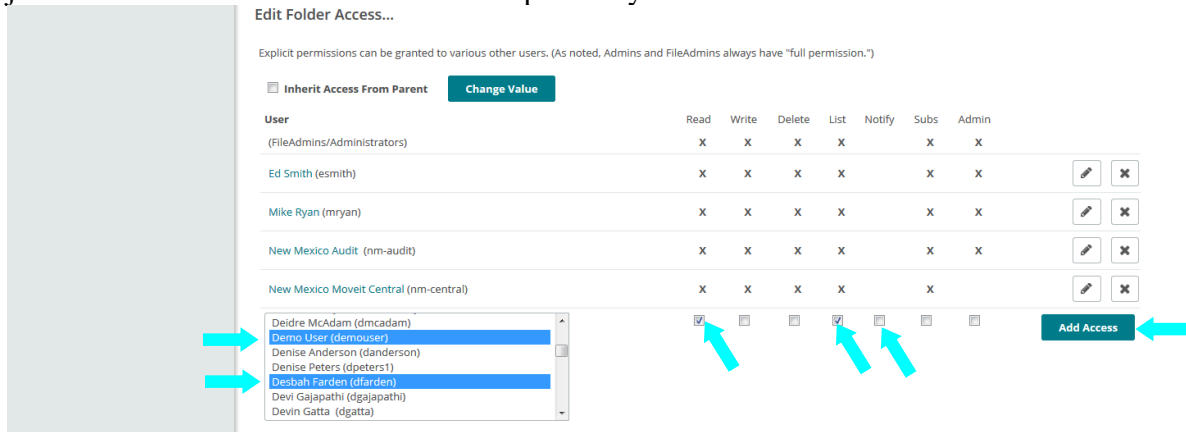 Edit Folder Access...
Explicit permissions can be granted to various other users. (As noted, Admins and FileAdmins always have "full permission.")
Inherit Access From Parent Change Value
User Read Write Delete List Notify Subs Admin
(FileAdmins/Administrators) X X X X X X
Ed Smith (esmith) X X X X X X
Mike Ryan (mryan) X X X X X X
New Mexico Audit (nm-audit) X X X X X X
New Mexico Moveit Central (nm-central) X X X X X
Deidre McAdam (dmcadam)
Demo User (demouser) Add Access
Denise Anderson (danderson)
Denise Peters (dpeters1)
Desbah Farden (dfarden)
Devi Gajapathi (dgajapathi)
Devin Gatta (dgatta)